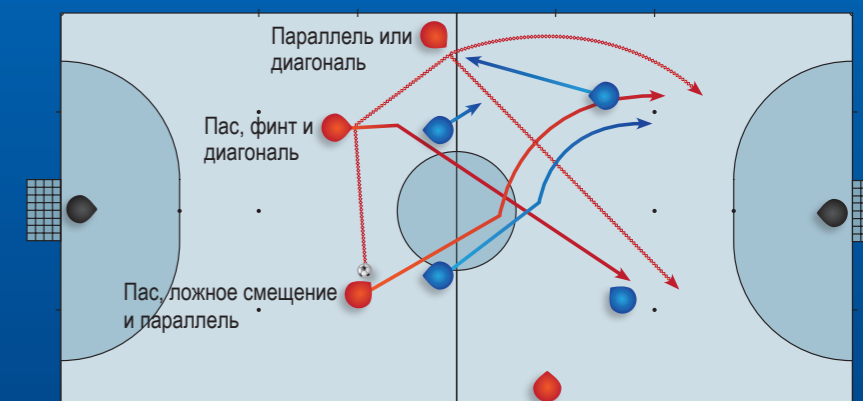 Параллель или
диагональ
Пас, финт и
диагональ
Пас, ложное смещение
и параллель